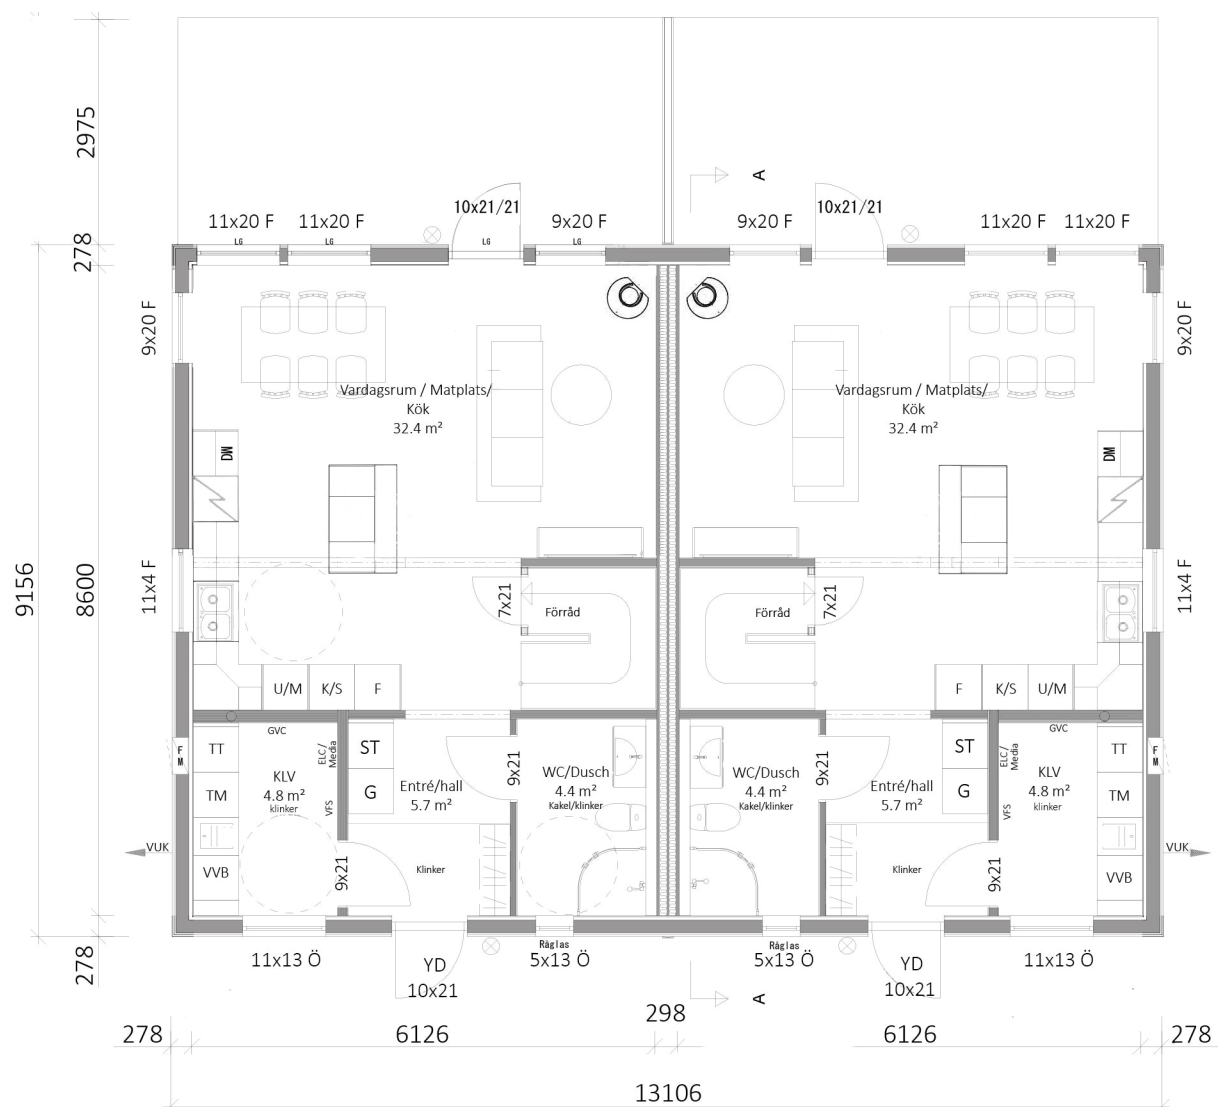 2975
A
11x20 F
11x20 F
10x21/21
9x20 F
9x20 F
10x21/21
11x20 F
11x20 F
LG
LG
LG
LG
278
9x20 F
9x20 F
Vardagsrum / Matplats/
Kök
32.4 m²
Vardagsrum / Matplats/
Kök
32.4 m²
DW
DM
9156
8600
11x4 F
11x4 F
7x21
Förråd
Förråd
7x21
U/M
K/S
F
F
K/S
U/M
F
M
TT
GVC
ELC/
Media
KLV
4.8 m²
klinker
VFS
TM
VVB
ST
G
Entré/hall
5.7 m²
Klinker
9x21
9x21
WC/Dusch
4.4 m²
Kakel/klinker
WC/Dusch
4.4 m²
Kakel/klinker
9x21
Entré/hall
5.7 m²
Klinker
ST
G
9x21
ELC/
Media
VFS
GVC
KLV
4.8 m²
klinker
TT
TM
VVB
F
M
VUK
VUK
278
11x13 Ö
YD
10x21
Råglas
5x13 Ö
Råglas
5x13 Ö
YD
10x21
11x13 Ö
A
298
278
6126
6126
278
13106